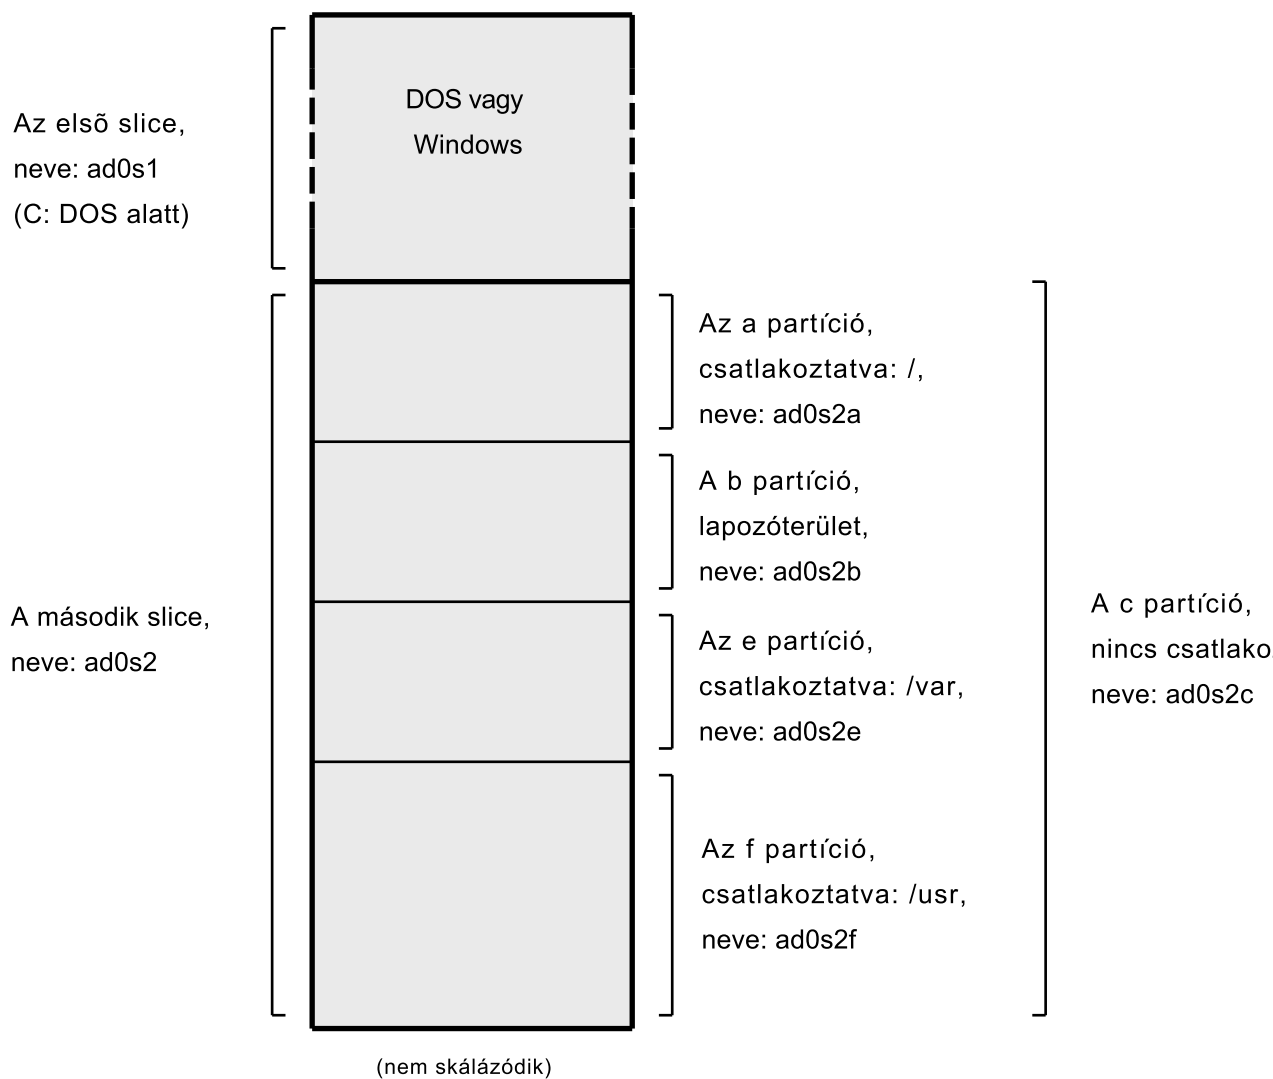 DOS vagy
Windows
Az elsõ slice,
neve: ad0s1
(C: DOS alatt)
Az a partíció,
csatlakoztatva: /,
neve: ad0s2a
A b partíció,
lapozóterület,
neve: ad0s2b
A második slice,
neve: ad0s2
Az e partíció,
csatlakoztatva: /var,
neve: ad0s2e
A c partíció,
nincs csatlako
neve: ad0s2c
Az f partíció,
csatlakoztatva: /usr,
neve: ad0s2f
(nem skálázódik)